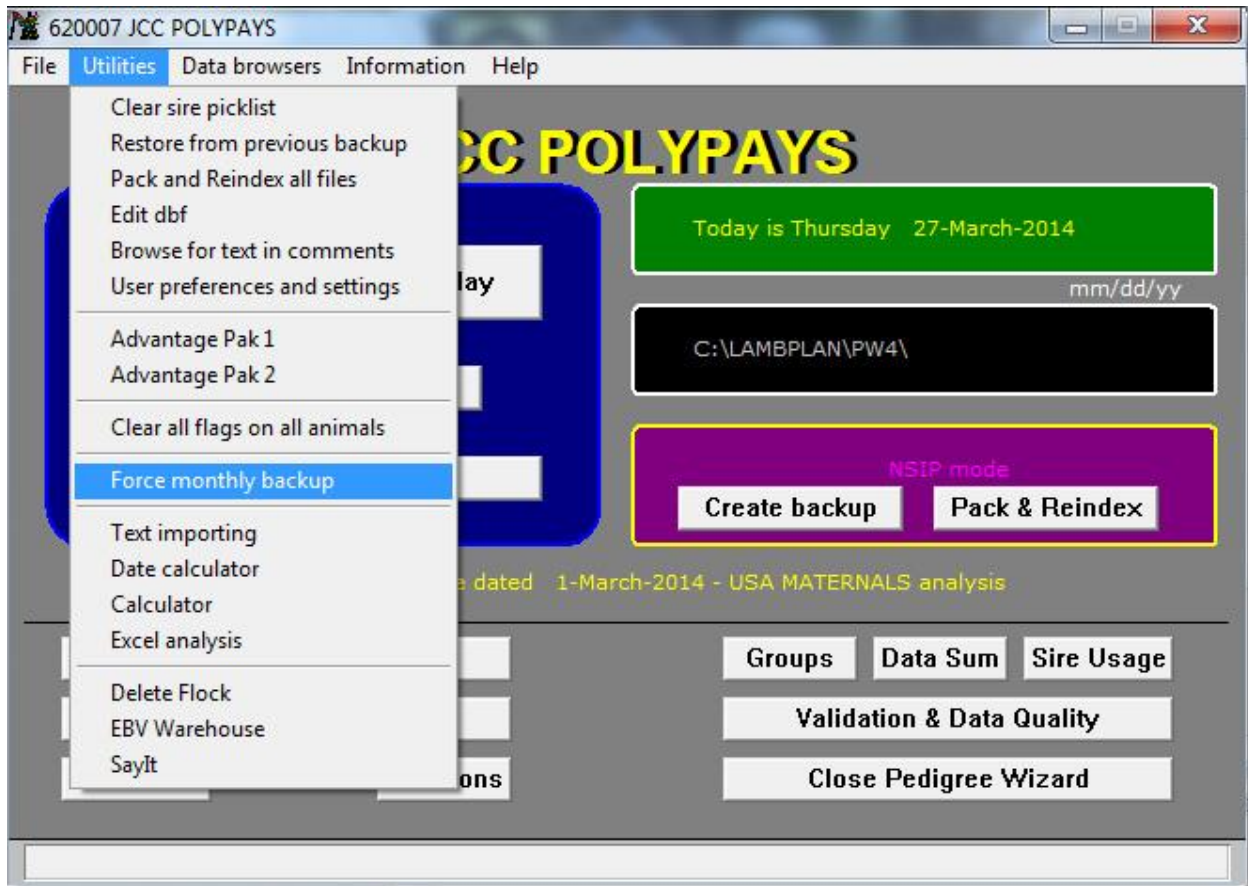 620007 JCC POLYPAYS
File Utilities Data browsers Information Help
Clear sire picklist
Restore from previous backup
Pack and Reindex all files
Edit dbf
Browse for text in comments
User preferences and settings
Advantage Pak 1
Advantage Pak 2
Clear all flags on all animals
Force monthly backup
Text importing
Date calculator
Calculator
Excel analysis
Delete Flock
EBV Warehouse
SayIt
CC POLYPAYS
lay
Today is Thursday 27-March-2014
mm/dd/yy
C:\LAMBPLAN\PW4\
NSIP mode
Create backup Pack & Reindex
dated 1-March-2014 - USA MATERNALS analysis
Groups Data Sum Sire Usage
Validation & Data Quality
ons Close Pedigree Wizard